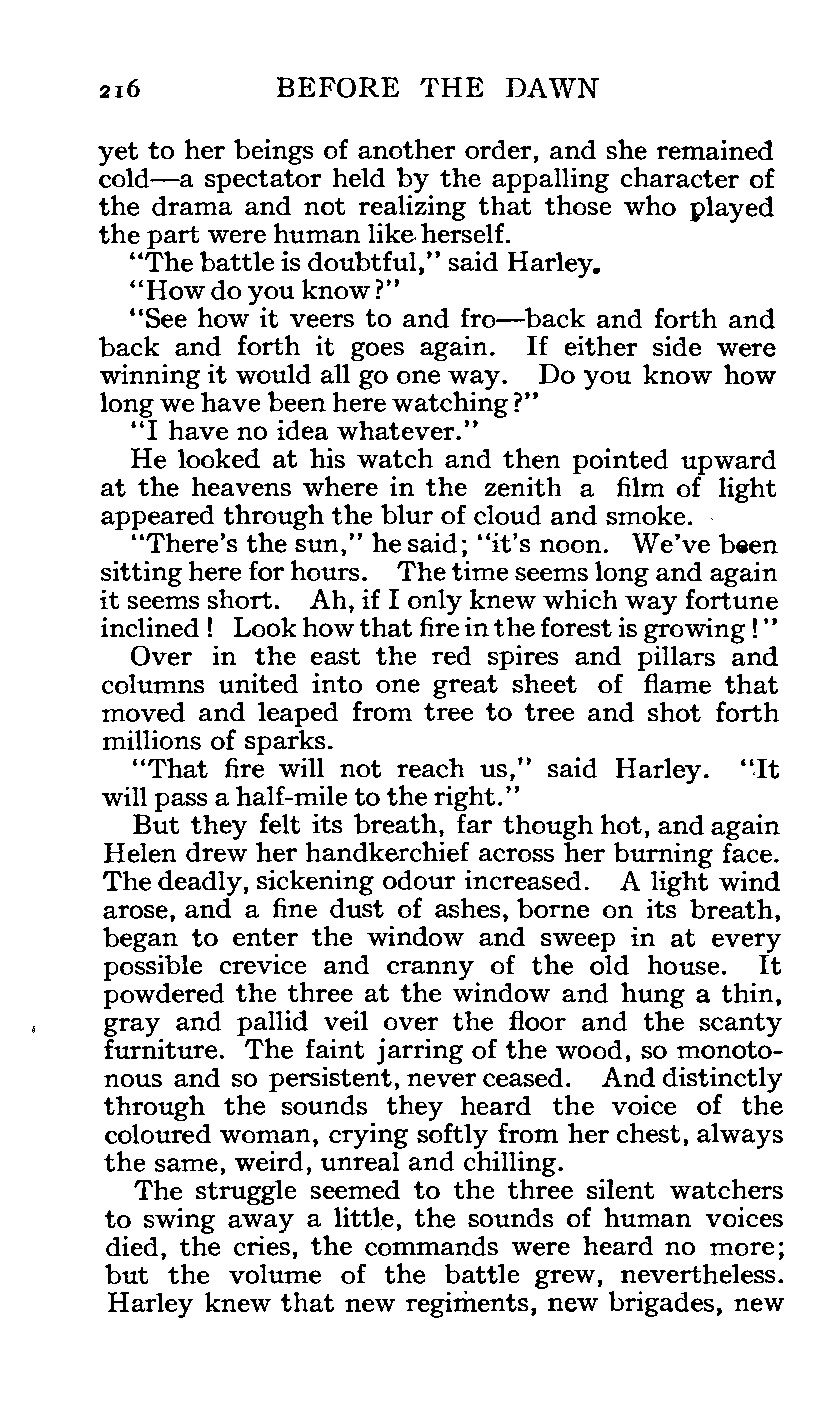 216 BEFORE THE DAWN
yet to her beings of another order, and she remained
cold—a spectator held by the appalling character of
the drama and not realizing that those who played
the part were human like herself.
"The battle is doubtful," said Harley.
"How do you know?"
"See how it veers to and fro—back and forth and
back and forth it goes again. If either side were
winning it would all go one way. Do you know how
long we have been here watching?"
"I have no idea whatever."
He looked at his watch and then pointed upward
at the heavens where in the zenith a film of light
appeared through the blur of cloud and smoke.
"There's the sun," he said; "it's noon. We've been
sitting here for hours. The time seems long and again
it seems short. Ah, if I only knew which way fortune
inclined! Look how that fire in the forest is growing!"
Over in the east the red spires and pillars and
columns united into one great sheet of flame that
moved and leaped from tree to tree and shot forth
millions of sparks.
"That fire will not reach us," said Harley. "It
will pass a half-mile to the right."
But they felt its breath, far though hot, and again
Helen drew her handkerchief across her burning face.
The deadly, sickening odour increased. A light wind
arose, and a fine dust of ashes, borne on its breath,
began to enter the window and sweep in at every
possible crevice and cranny of the old house. It
powdered the three at the window and hung a thin,
gray and pallid veil over the floor and the scanty
furniture. The faint jarring of the wood, so monoto-
nous and so persistent, never ceased. And distinctly
through the sounds they heard the voice of the
coloured woman, crying softly from her chest, always
the same, weird, unreal and chilling.
The struggle seemed to the three silent watchers
to swing away a little, the sounds of human voices
died, the cries, the commands were heard no more;
but the volume of the battle grew, nevertheless.
Harley knew that new regiments, new brigades, new